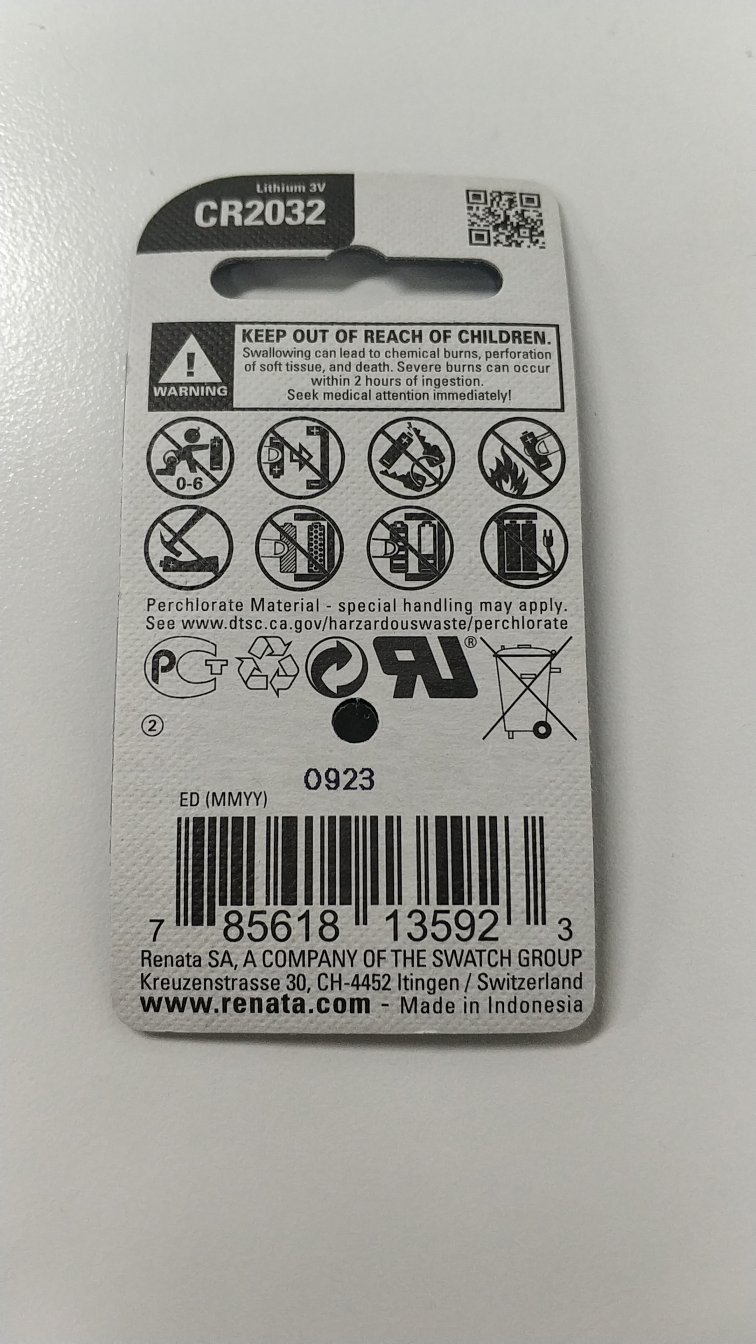 Lithium 3V
CR2032
WARNING
KEEP OUT OF REACH OF CHILDREN.
Swallowing can lead to chemical burns, perforation
of soft tissue, and death. Severe burns can occur
within 2 hours of ingestion.
Seek medical attention immediately!
0-6
Perchlorate Material - special handling may apply.
See www.dtsc.ca.gov/harzardouswaste/perchlorate
PCT
®
2
0923
ED (MMYY)
7 85618 13592 3
Renata SA, A COMPANY OF THE SWATCH GROUP
Kreuzenstrasse 30, CH-4452 Itingen / Switzerland
www.renata.com - Made in Indonesia